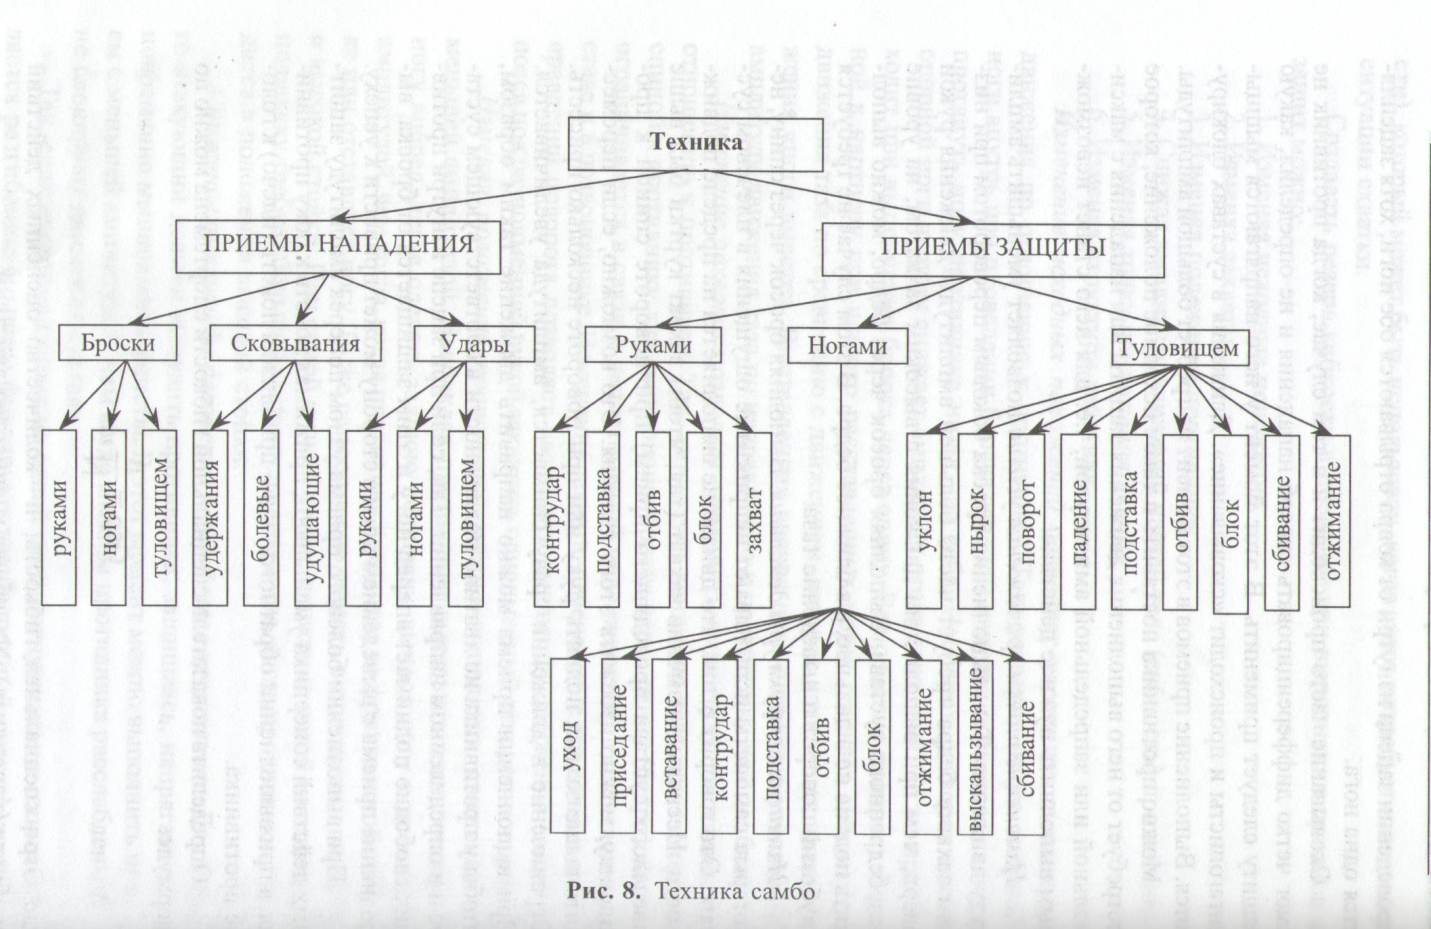 Техника
ПРИЕМЫ НАПАДЕНИЯ
ПРИЕМЫ ЗАЩИТЫ
Броски
Сковывания
Удары
Руками
Ногами
Туловищем
руками
ногами
туловищем
удержания
болевые
удушающие
руками
ногами
туловищем
контрудар
подставка
отбив
блок
захват
уклон
нырок
поворот
падение
подставка
отбив
блок
сбивание
отжимание
уход
приседание
вставание
контрудар
подставка
отбив
блок
отжимание
выскальзывание
сбивание
Рис. 8. Техника самбо